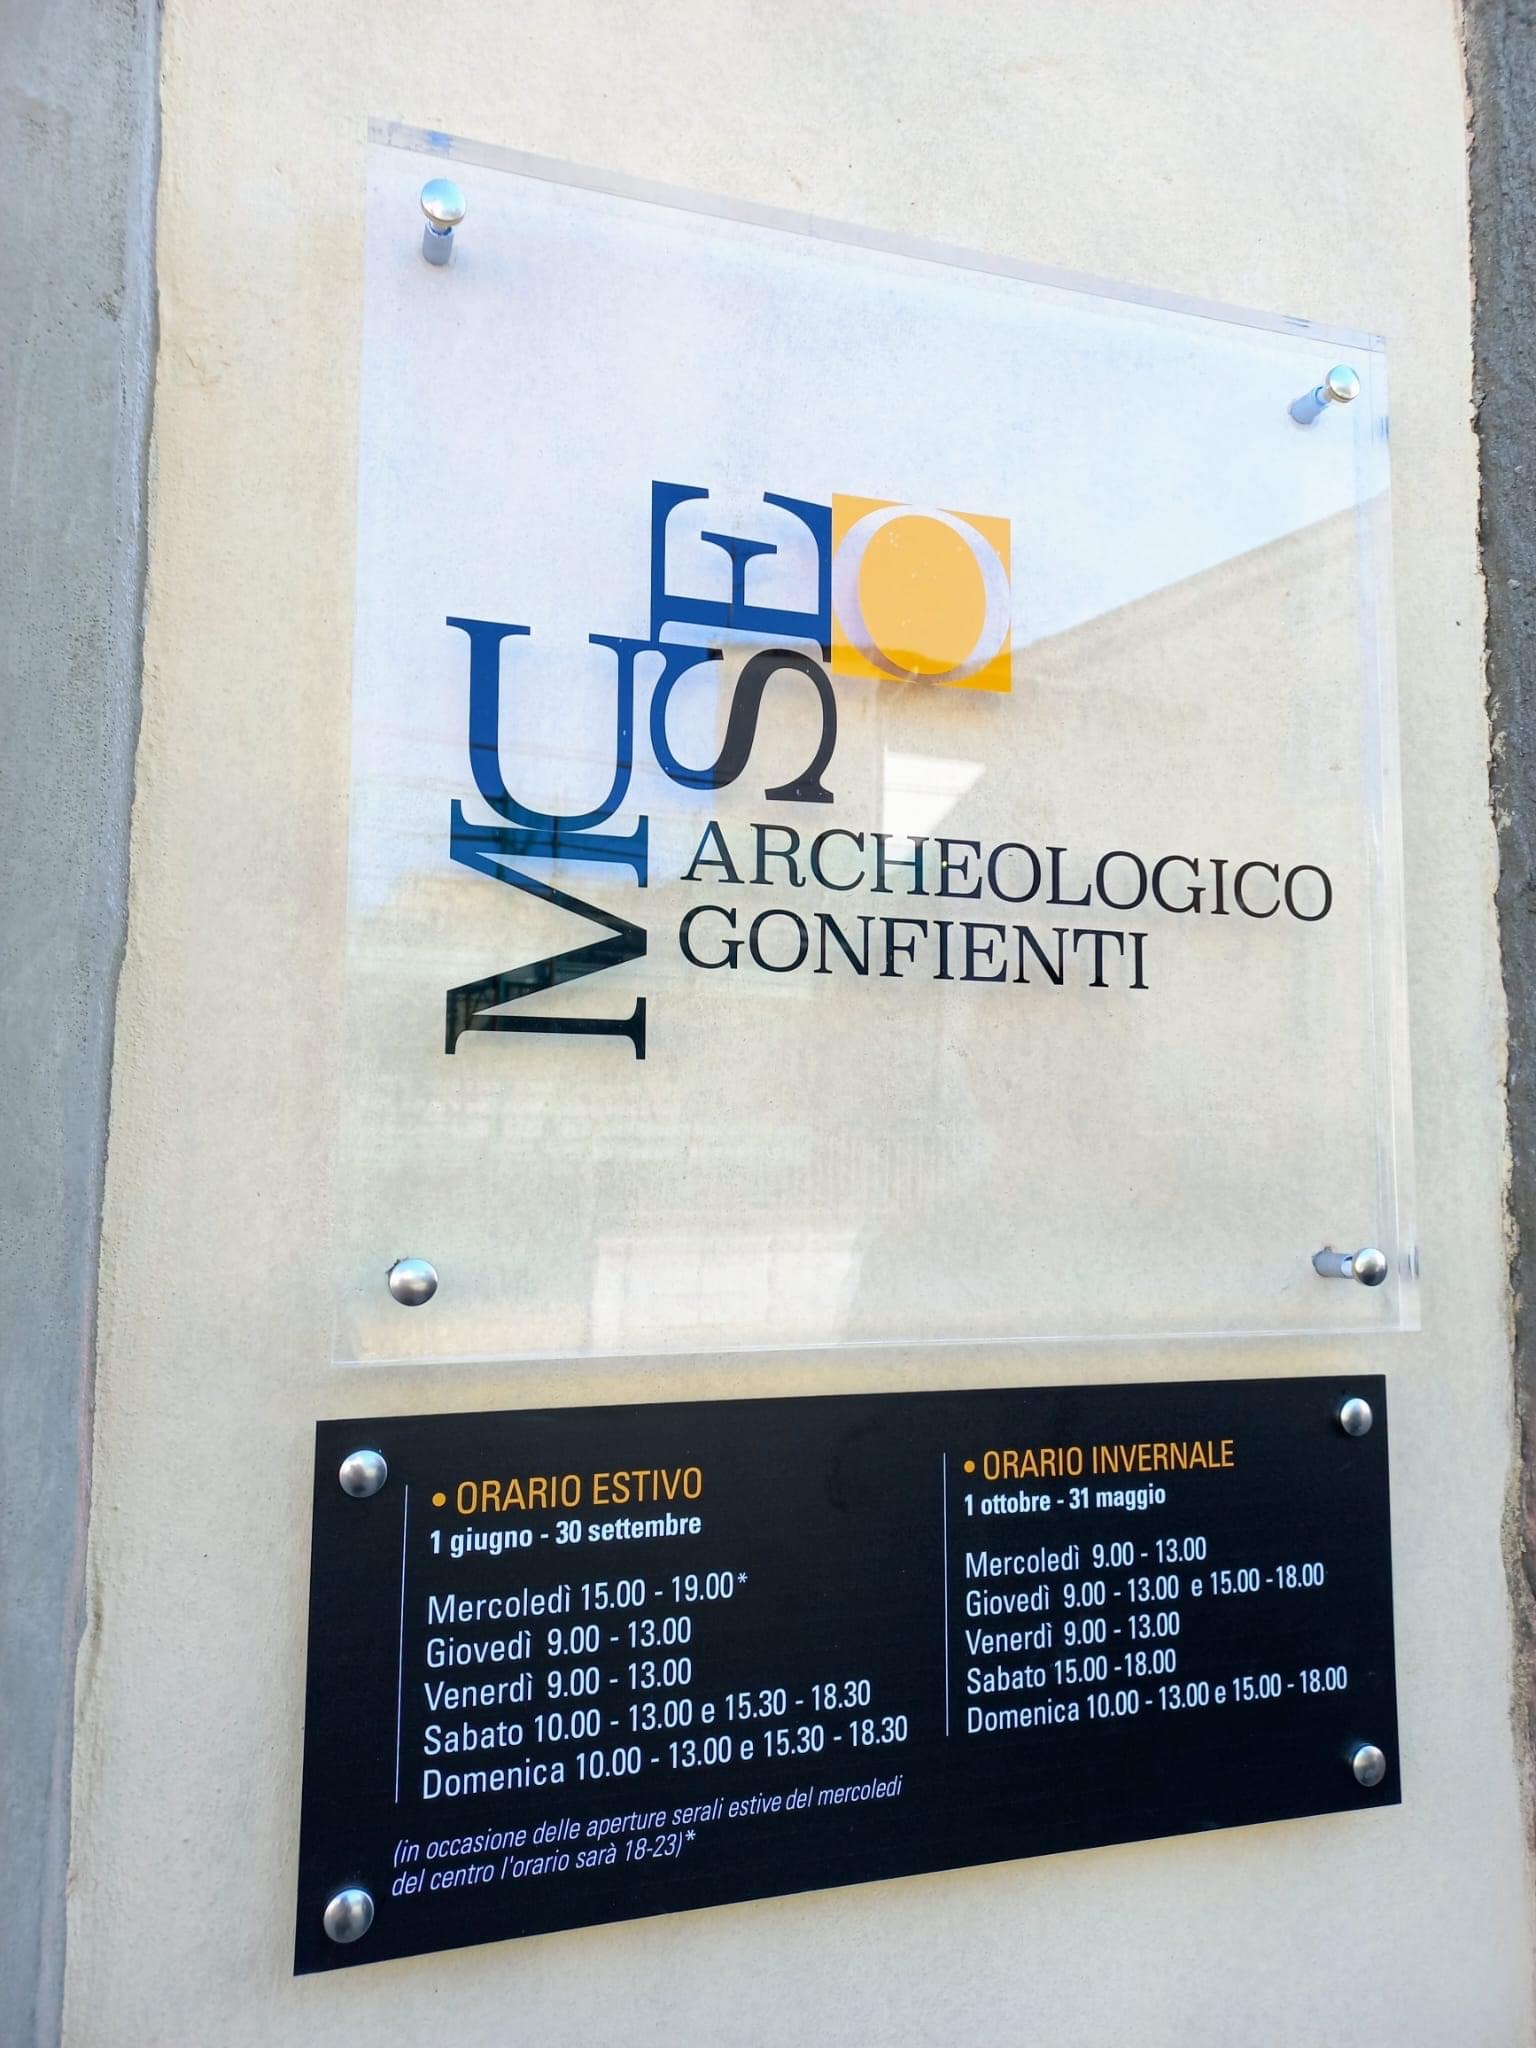 MUSEO
ARCHEOLOGICO
GONFIENTI
• ORARIO ESTIVO
1 giugno - 30 settembre
Mercoledì 15.00 - 19.00*
Giovedì 9.00 - 13.00
Venerdì 9.00 - 13.00
Sabato 10.00 - 13.00 e 15.30 - 18.30
Domenica 10.00 - 13.00 e 15.30 - 18.30
(in occasione delle aperture serali estive del mercoledi
del centro l'orario sarà 18-23)*
• ORARIO INVERNALE
1 ottobre - 31 maggio
Mercoledì 9.00 - 13.00
Giovedì 9.00 - 13.00 e 15.00 -18.00
Venerdì 9.00 - 13.00
Sabato 15.00 -18.00
Domenica 10.00 - 13.00 e 15.00 - 18.00